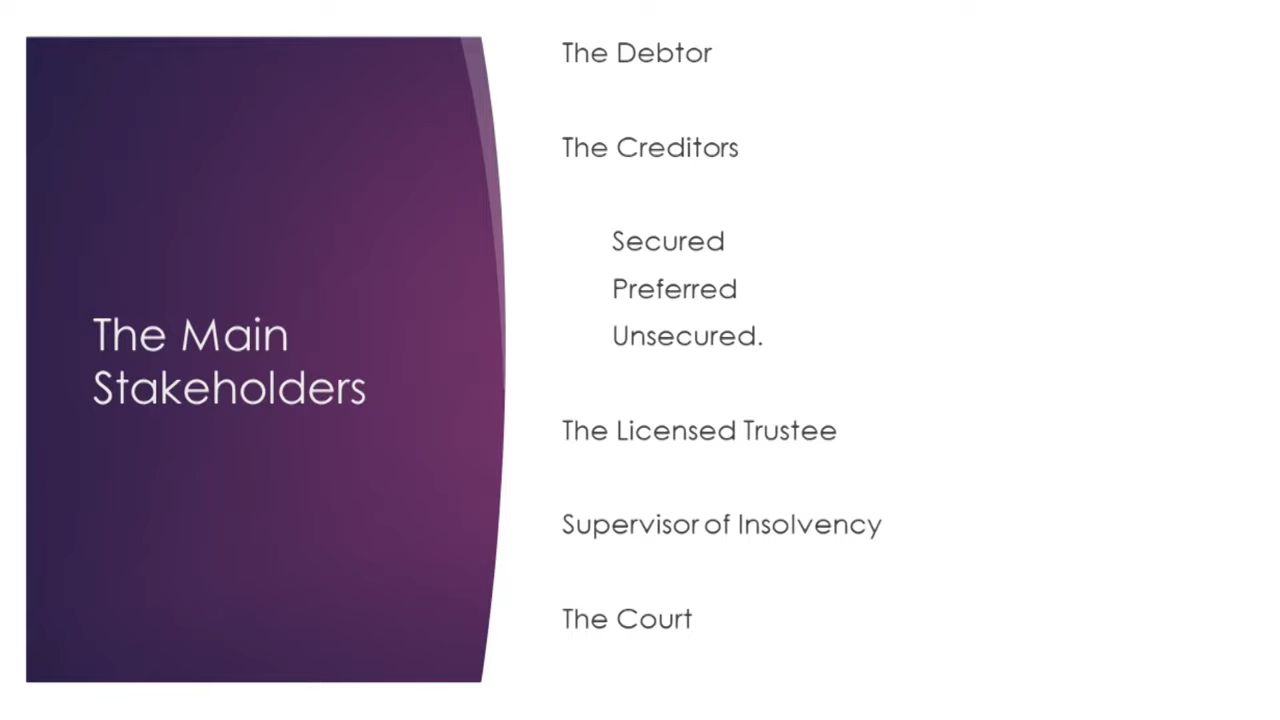 The Main
Stakeholders
The Debtor
The Creditors
Secured
Preferred
Unsecured.
The Licensed Trustee
Supervisor of Insolvency
The Court